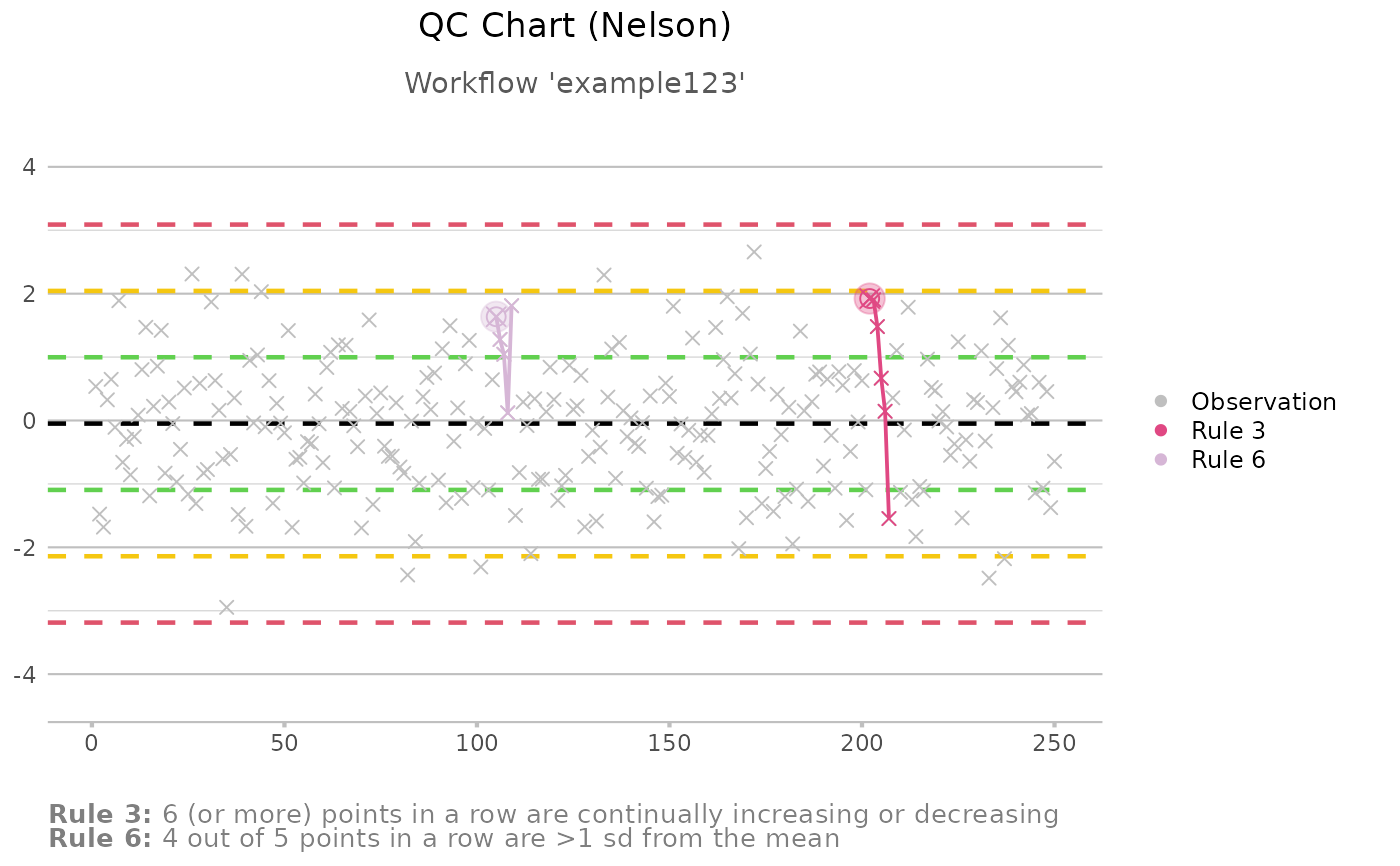 QC Chart (Nelson)
Workflow 'example123'
4
2
0
-2
-4
0 50 100 150 200 250
Observation
Rule 3
Rule 6
Rule 3: 6 (or more) points in a row are continually increasing or decreasing
Rule 6: 4 out of 5 points in a row are >1 sd from the mean